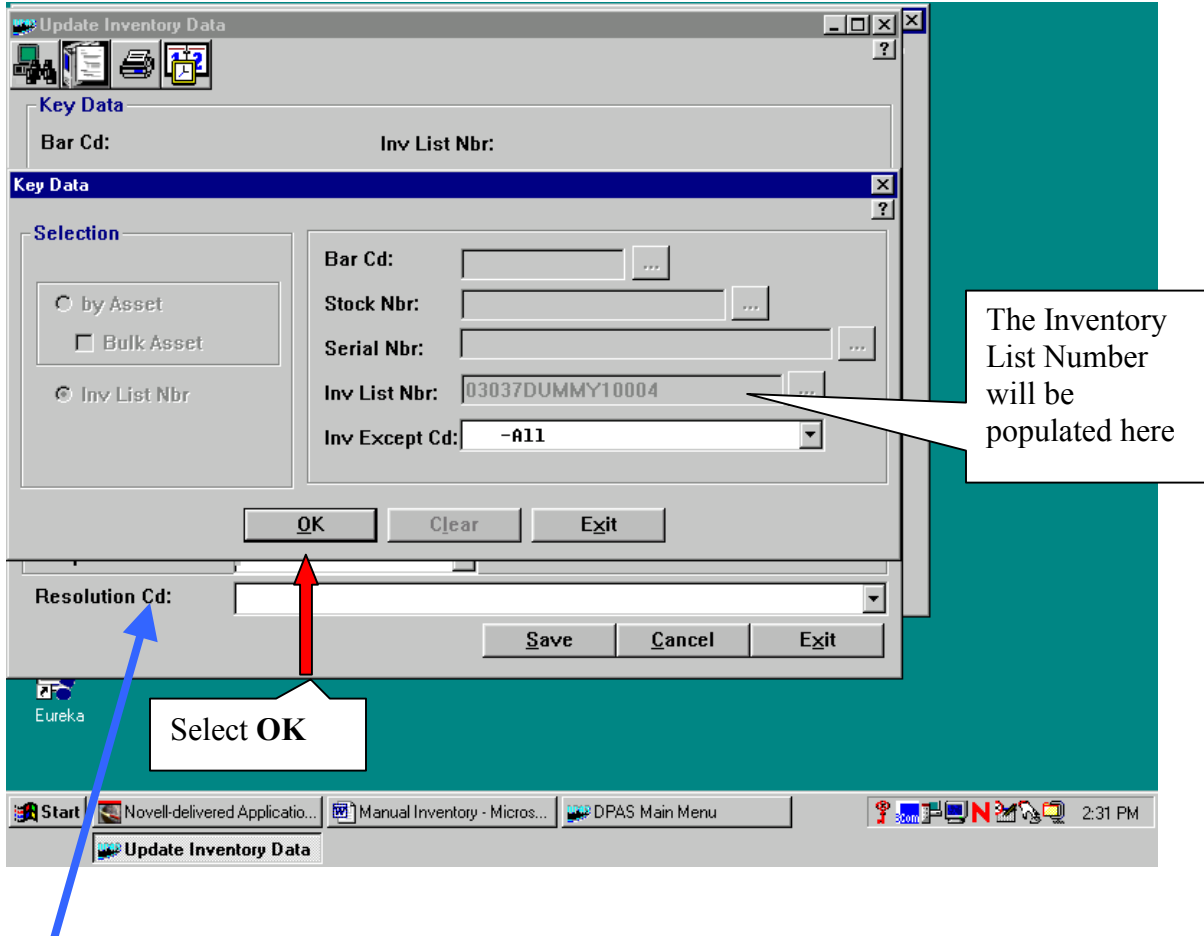 Update Inventory Data
?
Key Data
Bar Cd: Inv List Nbr:
Key Data
?
Selection
by Asset
Bulk Asset
Inv List Nbr
Bar Cd: ...
Stock Nbr: ...
Serial Nbr: ...
Inv List Nbr: 03037DUMMY10004 ...
Inv Except Cd: -All
OK Clear Exit
The Inventory
List Number
will be
populated here
Resolution Cd:
Save Cancel Exit
Eureka
Select OK
Start Novell-delivered Applicatio... Manual Inventory - Micros... DPAS Main Menu 2:31 PM
Update Inventory Data